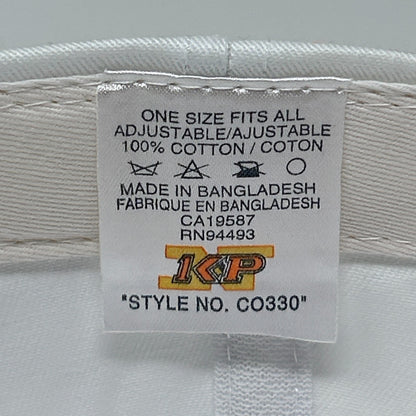 ONE SIZE FITS ALL
ADJUSTABLE/AJUSTABLE
100% COTTON / COTON
MADE IN BANGLADESH
FABRIQUE EN BANGLADESH
CA19587
RN94493
KP
"STYLE NO. CO330"